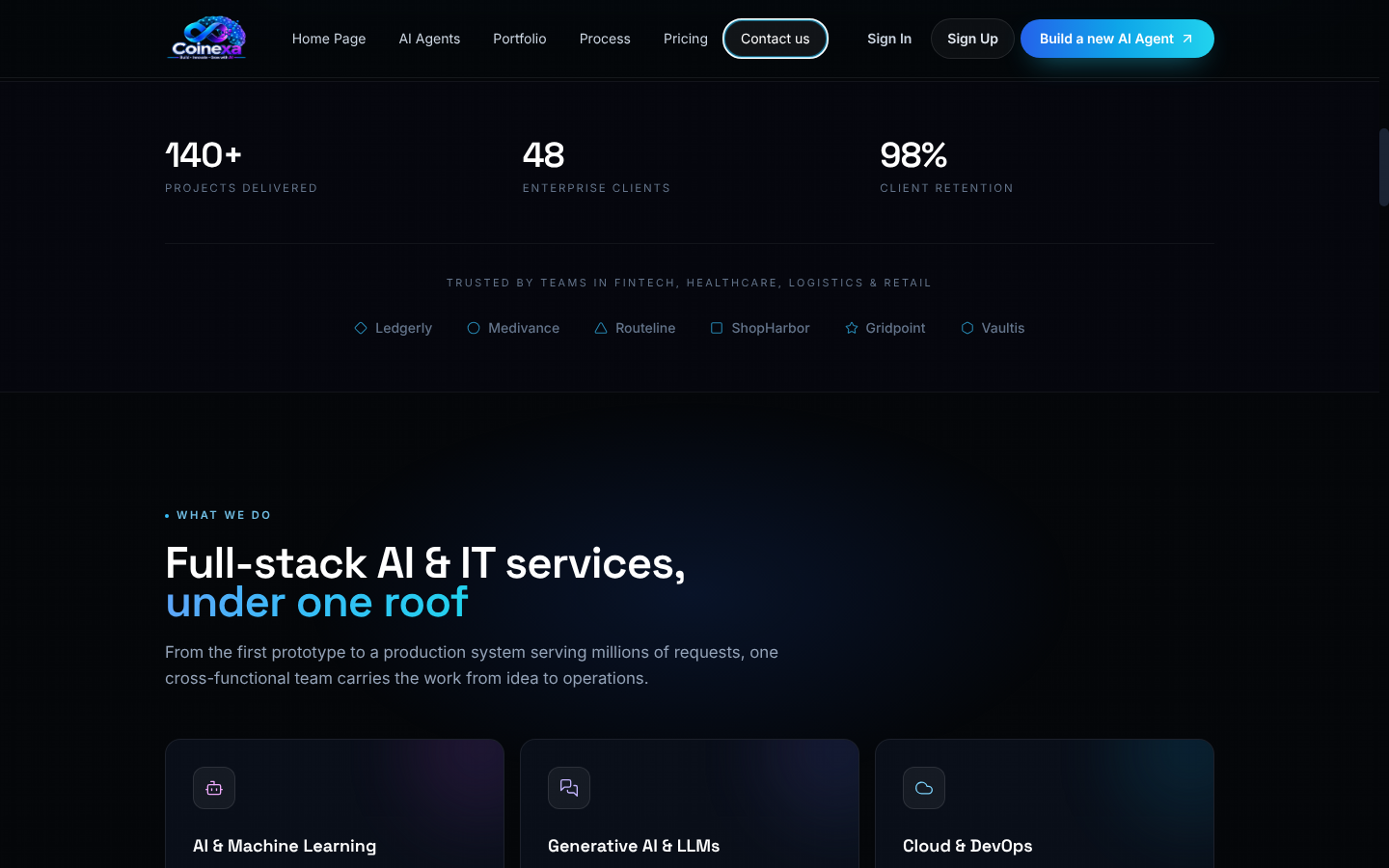 Coinexa
Home Page
AI Agents
Portfolio
Process
Pricing
Contact us
Sign In
Sign Up
Build a new AI Agent
140+
PROJECTS DELIVERED
48
ENTERPRISE CLIENTS
98%
CLIENT RETENTION
TRUSTED BY TEAMS IN FINTECH, HEALTHCARE, LOGISTICS & RETAIL
Ledgerly
Medivance
Routeline
ShopHarbor
Gridpoint
Vaultis
WHAT WE DO
Full-stack AI & IT services,
under one roof
From the first prototype to a production system serving millions of requests, one
cross-functional team carries the work from idea to operations.
AI & Machine Learning
Generative AI & LLMs
Cloud & DevOps